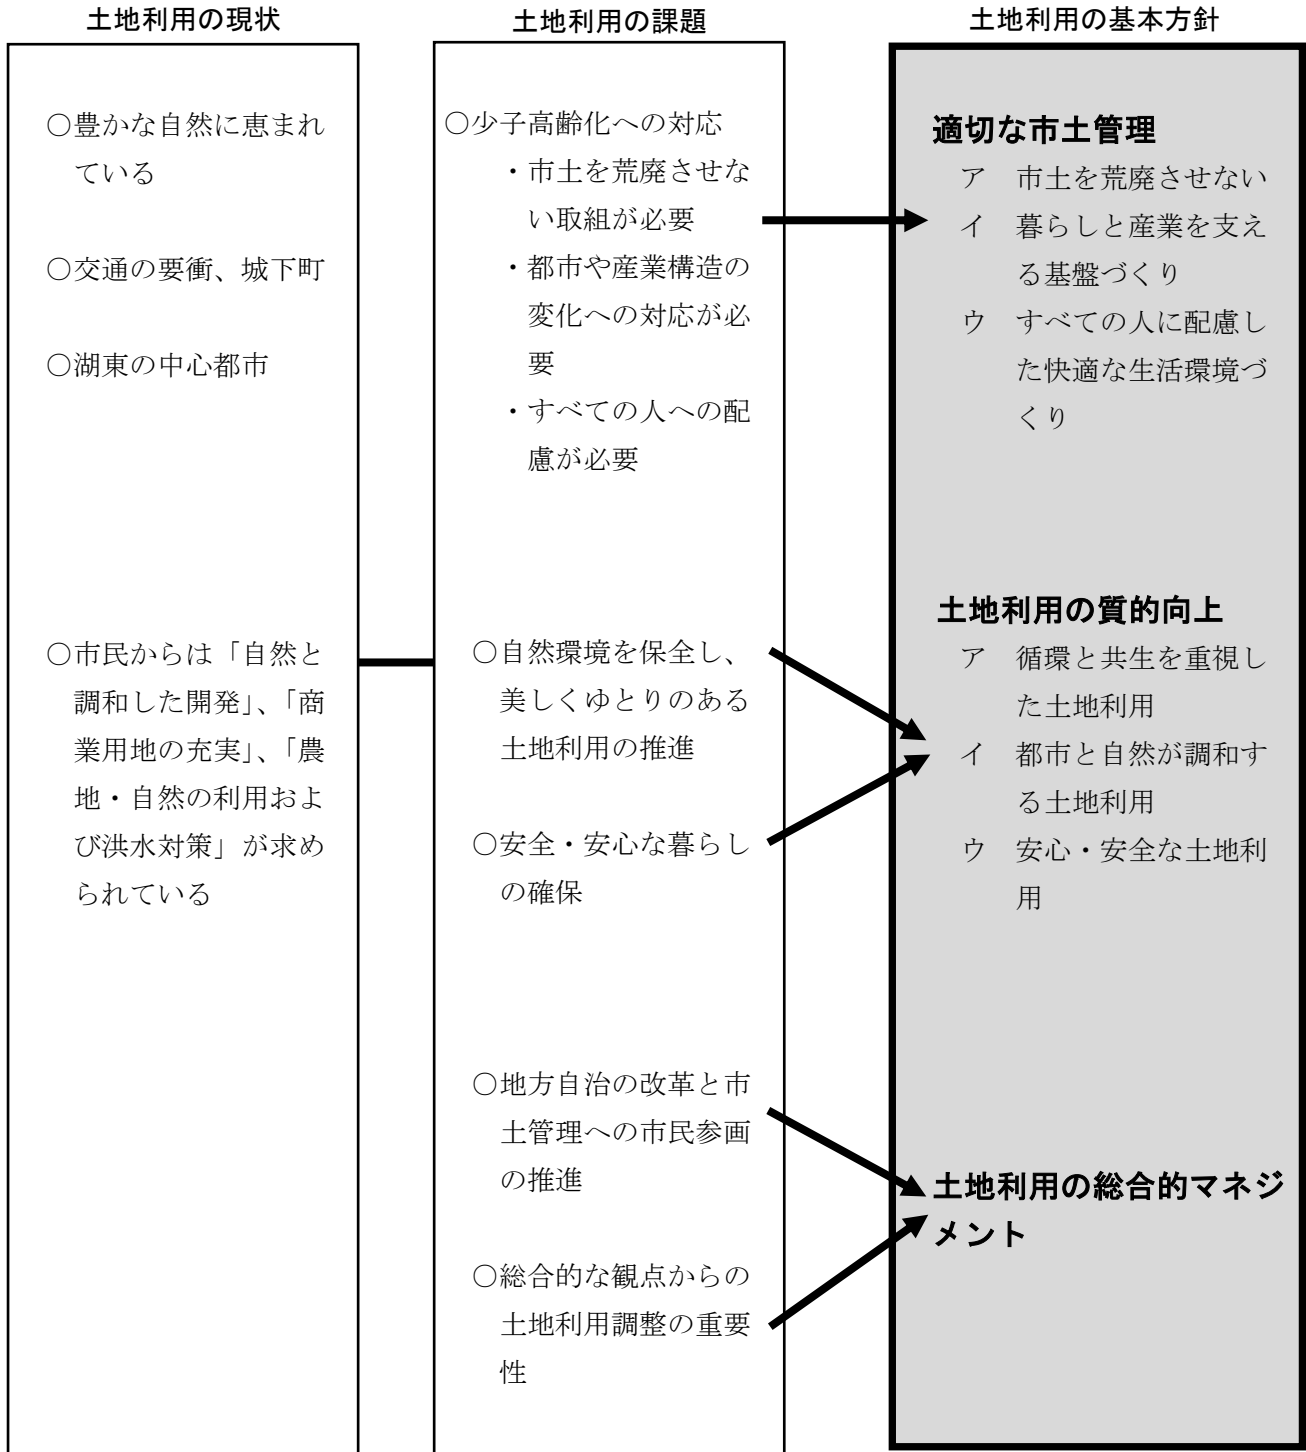 土地利用の現状
○豊かな自然に恵まれ
ている
○交通の要衝、城下町
○湖東の中心都市
○市民からは「自然と
調和した開発」、「商
業用地の充実」、「農
地・自然の利用およ
び洪水対策」が求め
られている
土地利用の課題
○少子高齢化への対応
・市土を荒廃させな
い取組が必要
・都市や産業構造の
変化への対応が必
要
・すべての人への配
慮が必要
○自然環境を保全し、
美しくゆとりのある
土地利用の推進
○安全・安心な暮らし
の確保
○地方自治の改革と市
土管理への市民参画
の推進
○総合的な観点からの
土地利用調整の重要
性
土地利用の基本方針
適切な市土管理
ア　市土を荒廃させない
イ　暮らしと産業を支え
る基盤づくり
ウ　すべての人に配慮し
た快適な生活環境づ
くり
土地利用の質的向上
ア　循環と共生を重視し
た土地利用
イ　都市と自然が調和す
る土地利用
ウ　安心・安全な土地利
用
土地利用の総合的マネジ
メント